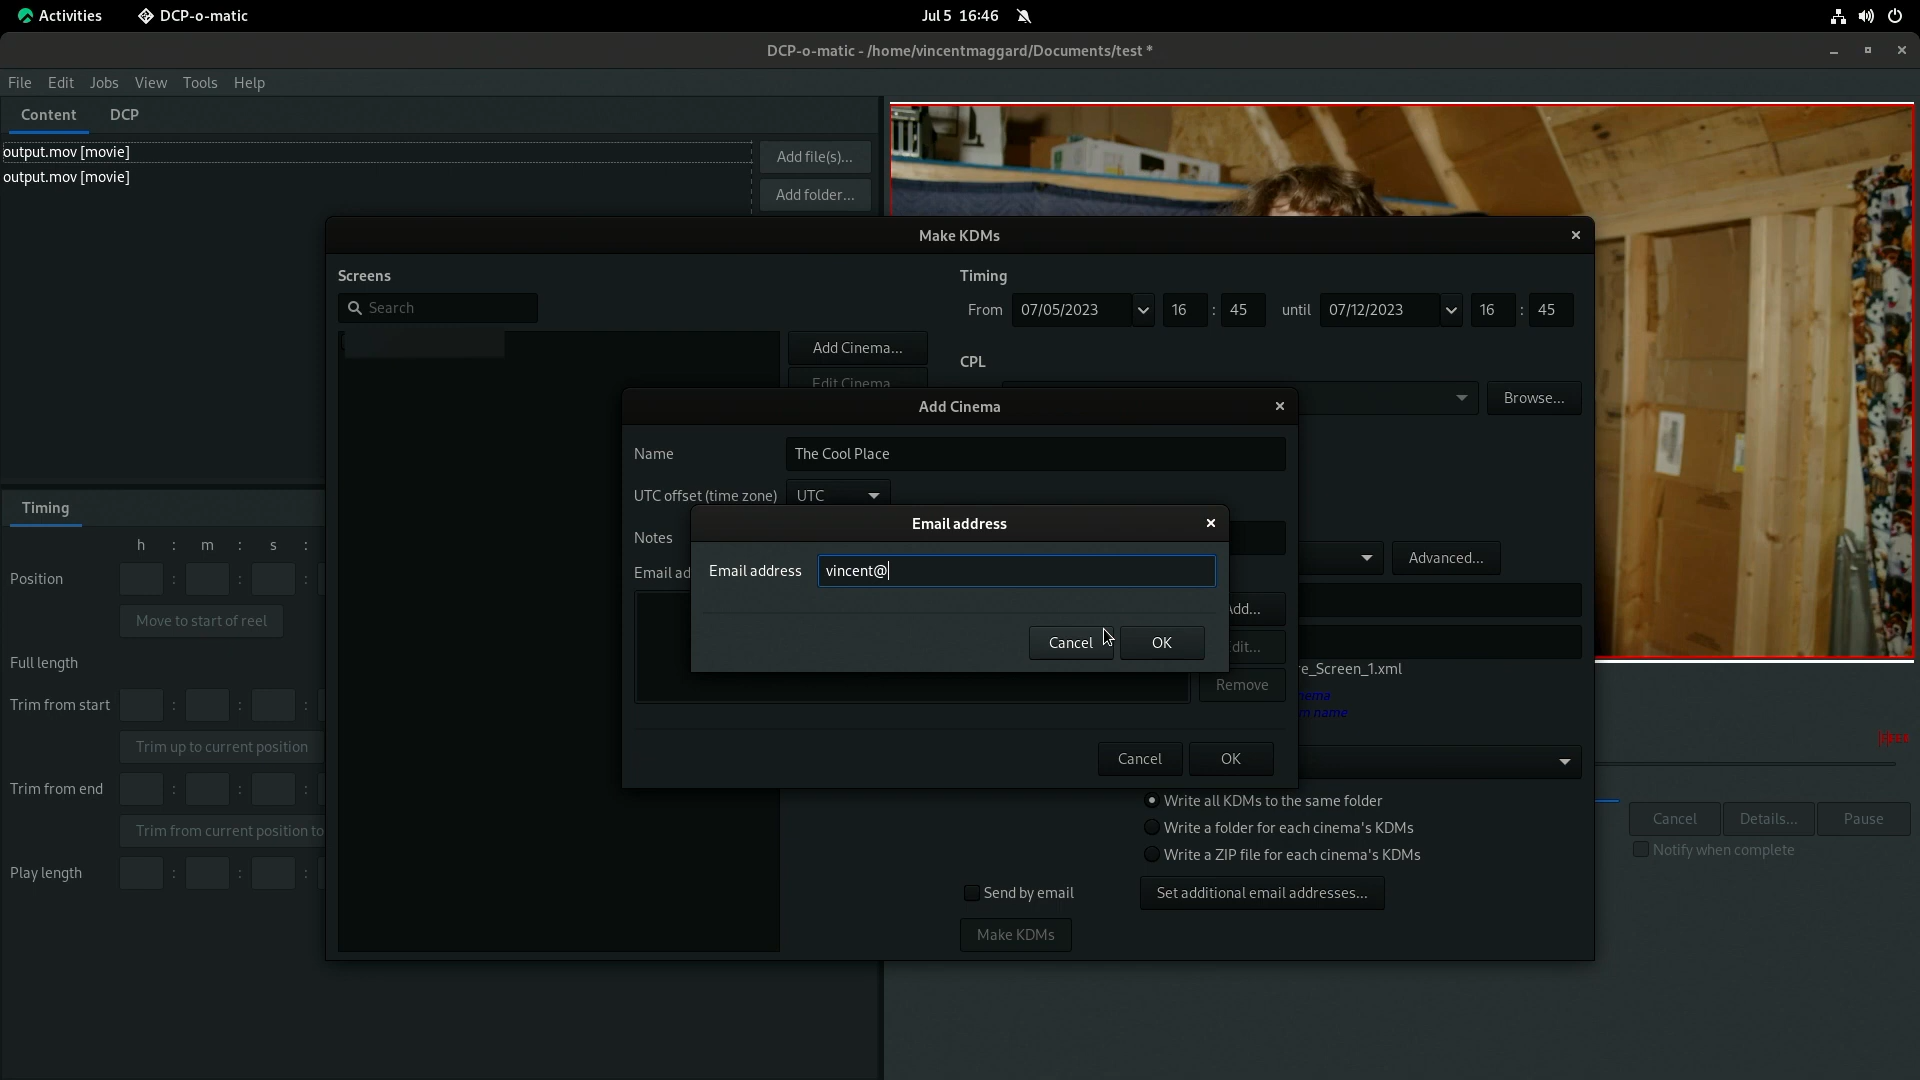 Activities
DCP-o-matic
Jul 5 16:46
DCP-o-matic - /home/vincentmaggard/Documents/test *
File Edit Jobs View Tools Help
Content DCP
output.mov [movie]
output.mov [movie]
Add file(s)...
Add folder...
Make KDMs
Screens
Search
Add Cinema...
Edit Cinema
Timing
From 07/05/2023 16 : 45 until 07/12/2023 16 : 45
CPL
Browse...
Add Cinema
Name The Cool Place
UTC offset (time zone) UTC
Notes
Email ad
Email address
Email address vincent@
Cancel OK
Remove
Cancel OK
Advanced...
re_Screen_1.xml
Write all KDMs to the same folder
Write a folder for each cinema's KDMs
Write a ZIP file for each cinema's KDMs
Send by email
Set additional email addresses...
Make KDMs
Timing
h : m : s :
Position
Move to start of reel
Full length
Trim from start
Trim up to current position
Trim from end
Trim from current position to
Play length
Cancel Details... Pause
Notify when complete